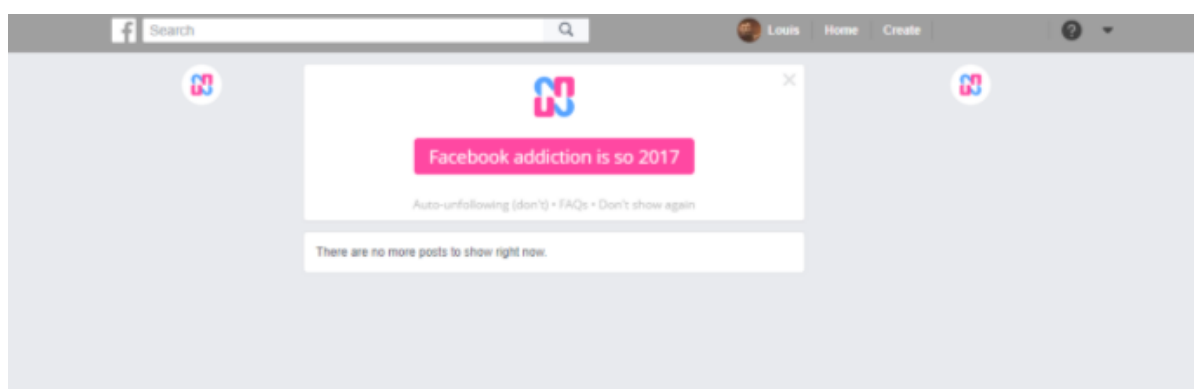 f Search Louis Home Create ?
Facebook addiction is so 2017
Auto-unfollowing (don't) • FAQs • Don't show again
There are no more posts to show right now.